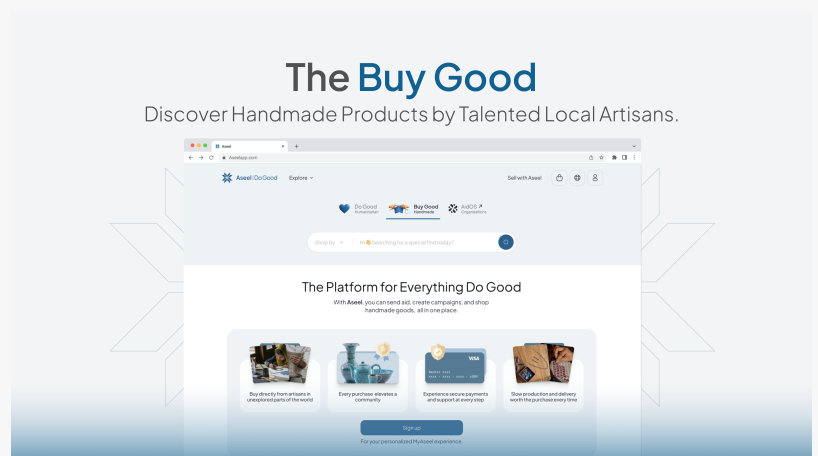 The Buy Good
Discover Handmade Products by Talented Local Artisans.
Aseel
Aseelapp.com
Aseel | Do Good
Explore
Sell with Aseel
Do Good
Humanitarian
Buy Good
Handmade
AidOS
Organizations
Shop by
Hi👋 Searching for a special find today?
The Platform for Everything Do Good
With Aseel, you can send aid, create campaigns, and shop
handmade goods, all in one place.
VISA
Buy directly from artisans in
unexplored parts of the world
Every purchase elevates a
community
Experience secure payments
and support at every step
Slow production and delivery
worth the purchase every time
Sign up
For your personalized MyAseel experience.